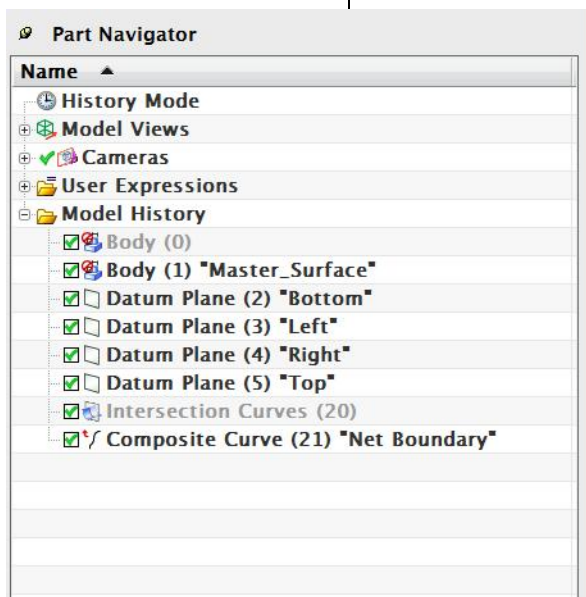 Part Navigator
Name
History Mode
Model Views
Cameras
User Expressions
Model History
Body (0)
Body (1) "Master_Surface"
Datum Plane (2) "Bottom"
Datum Plane (3) "Left"
Datum Plane (4) "Right"
Datum Plane (5) "Top"
Intersection Curves (20)
Composite Curve (21) "Net Boundary"